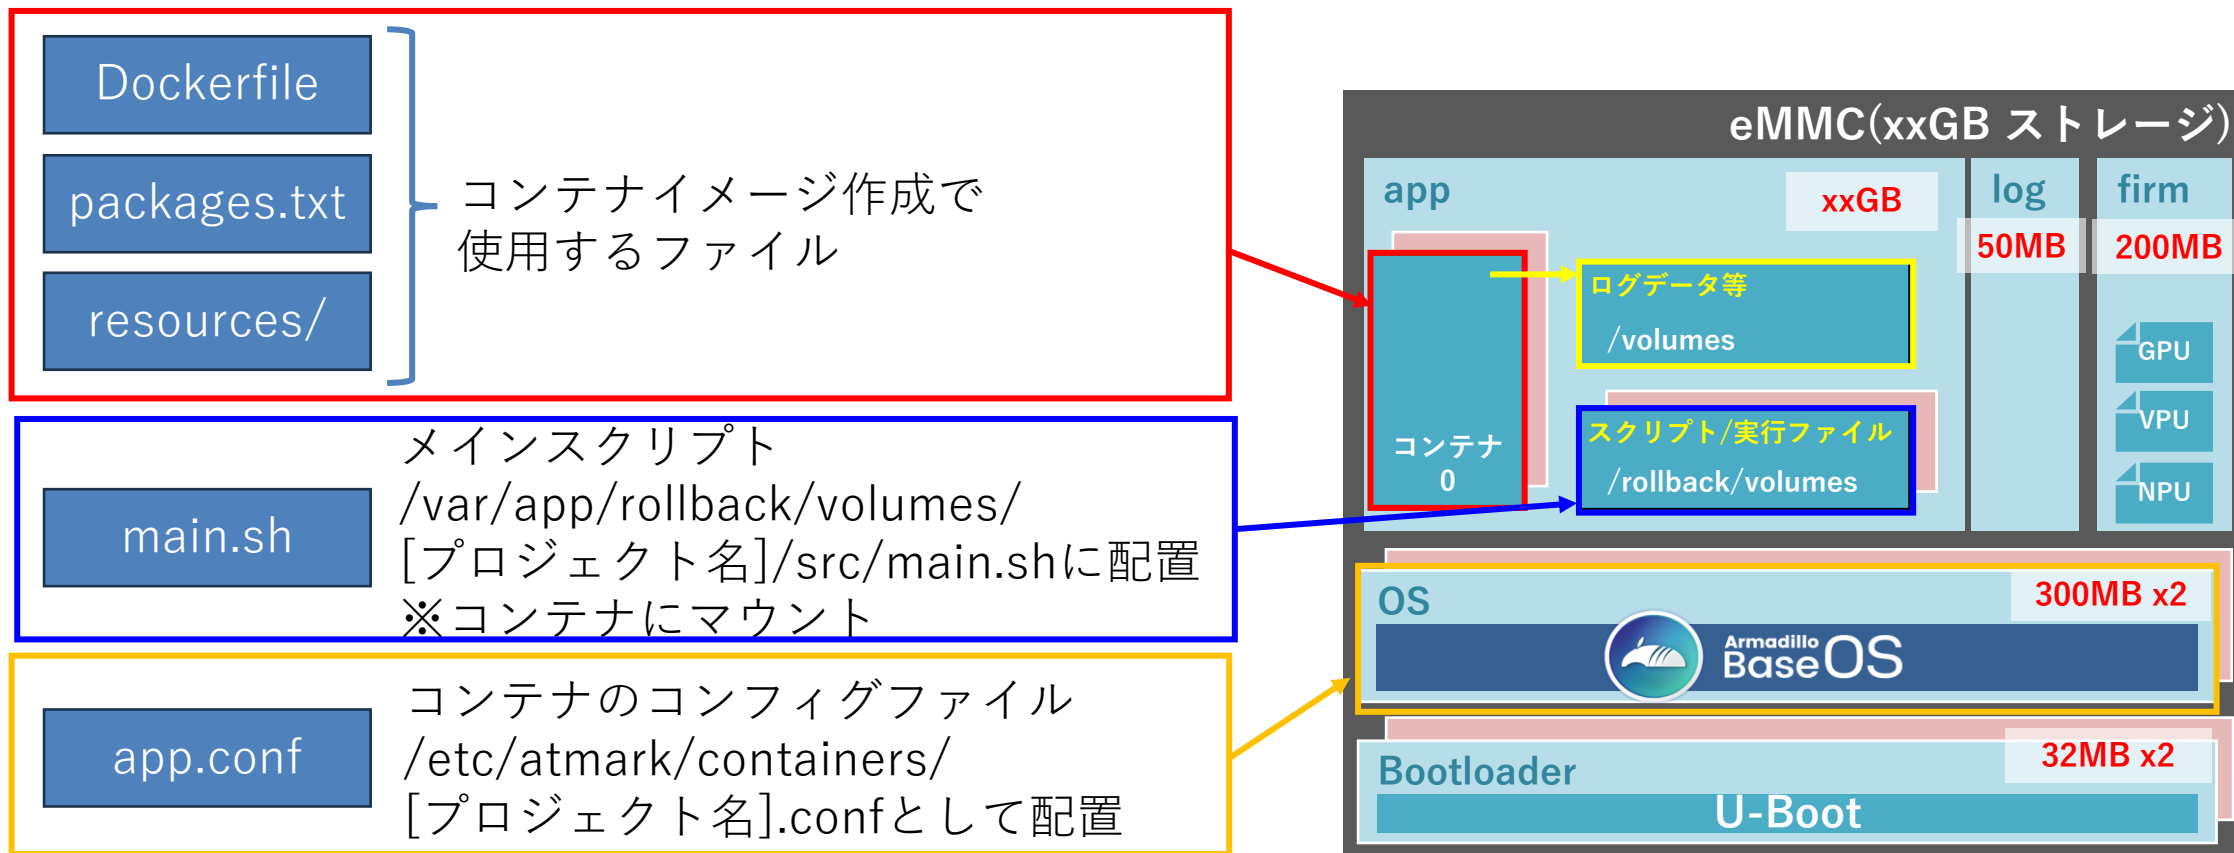 Dockerfile
packages.txt
resources/
コンテナイメージ作成で
使用するファイル
main.sh
メインスクリプト
/var/app/rollback/volumes/
[プロジェクト名]/src/main.shに配置
※コンテナにマウント
app.conf
コンテナのコンフィグファイル
/etc/atmark/containers/
[プロジェクト名].confとして配置
eMMC(xxGB ストレージ)
app
xxGB
log
50MB
firm
200MB
コンテナ
0
ログデータ等
/volumes
スクリプト/実行ファイル
/rollback/volumes
GPU
VPU
NPU
OS
300MB x2
Armadillo
Base OS
Bootloader
32MB x2
U-Boot